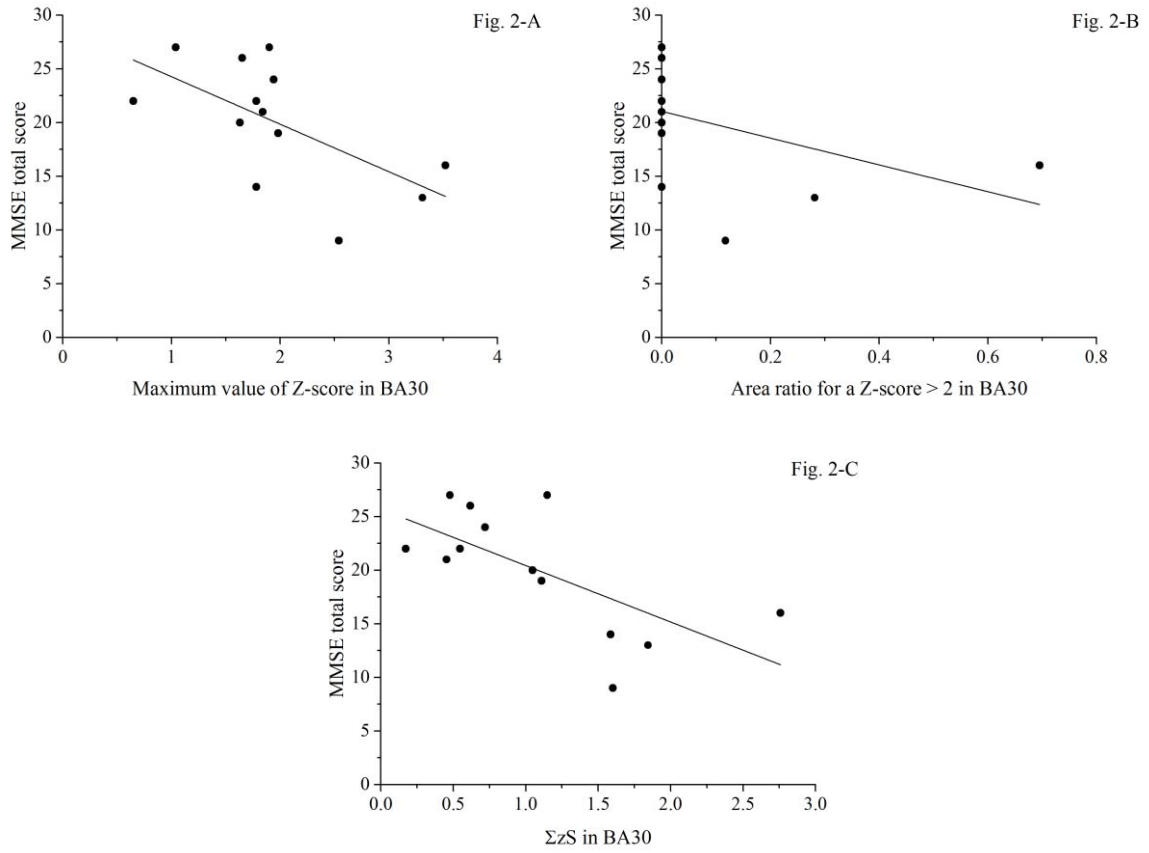 Fig. 2-A
MMSE total score
30
25
20
15
10
5
0
0 1 2 3 4
Maximum value of Z-score in BA30
Fig. 2-B
MMSE total score
30
25
20
15
10
5
0
0.0 0.2 0.4 0.6 0.8
Area ratio for a Z-score > 2 in BA30
Fig. 2-C
MMSE total score
30
25
20
15
10
5
0
0.0 0.5 1.0 1.5 2.0 2.5 3.0
ΣzS in BA30